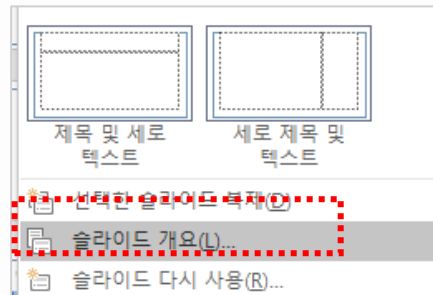 제목 및 세로
텍스트
세로 제목 및
텍스트
선택한 슬라이드 복제(D)
슬라이드 개요(L)...
슬라이드 다시 사용(R)...